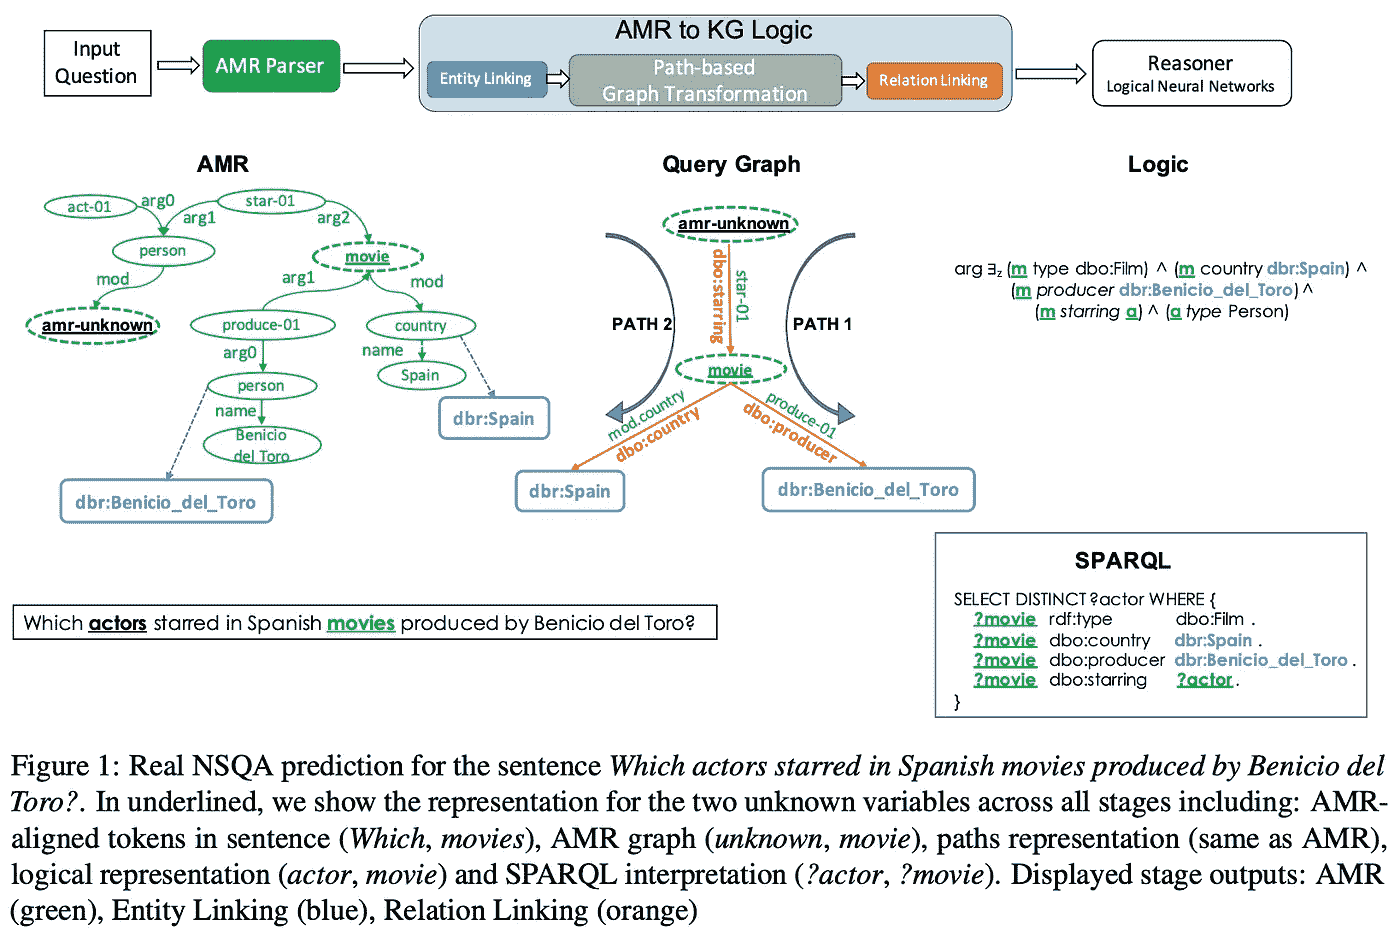 Input
Question
AMR Parser
AMR to KG Logic
Entity Linking
Path-based
Graph Transformation
Relation Linking
Reasoner
Logical Neural Networks
AMR
act-01
arg0
star-01
arg1
arg2
person
movie
mod
arg1
mod
amr-unknown
produce-01
country
arg0
name
Spain
person
name
dbr:Spain
Benicio
del Toro
dbr:Benicio_del_Toro
Query Graph
amr-unknown
star-01
dbo:starring
PATH 2
PATH 1
movie
mod.country
dbo:country
produce-01
dbo:producer
dbr:Spain
dbr:Benicio_del_Toro
Logic
arg ∃z (m type dbo:Film) ^ (m country dbr:Spain) ^
(m producer dbr:Benicio_del_Toro) ^
(m starring a) ^ (a type Person)
SPARQL
SELECT DISTINCT ?actor WHERE {
?movie rdf:type dbo:Film .
?movie dbo:country dbr:Spain .
?movie dbo:producer dbr:Benicio_del_Toro .
?movie dbo:starring ?actor .
}
Which actors starred in Spanish movies produced by Benicio del Toro?
Figure 1: Real NSQA prediction for the sentence Which actors starred in Spanish movies produced by Benicio del
Toro?. In underlined, we show the representation for the two unknown variables across all stages including: AMR-
aligned tokens in sentence (Which, movies), AMR graph (unknown, movie), paths representation (same as AMR),
logical representation (actor, movie) and SPARQL interpretation (?actor, ?movie). Displayed stage outputs: AMR
(green), Entity Linking (blue), Relation Linking (orange)